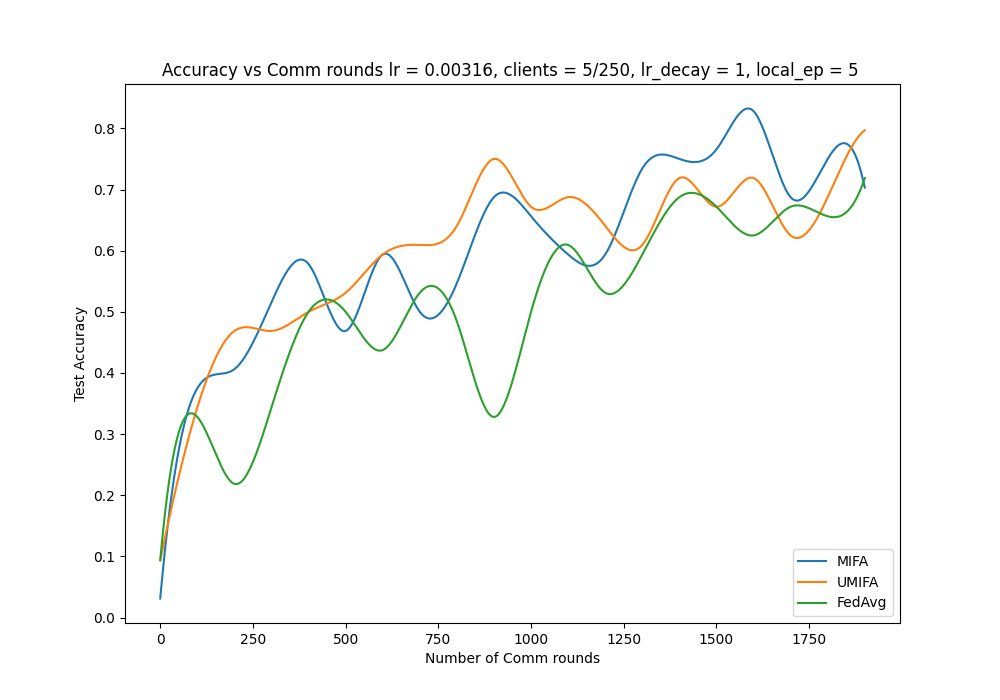 Accuracy vs Comm rounds lr = 0.00316, clients = 5/250, lr_decay = 1, local_ep = 5
Test Accuracy
0.8
0.7
0.6
0.5
0.4
0.3
0.2
0.1
0.0
MIFA
UMIFA
FedAvg
0 250 500 750 1000 1250 1500 1750
Number of Comm rounds